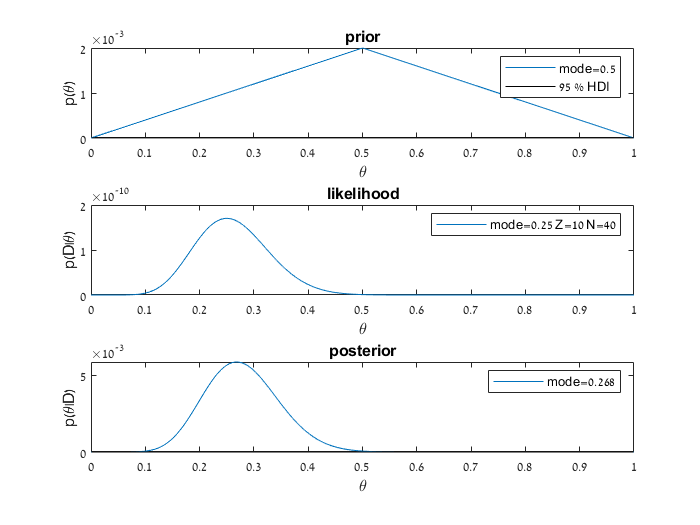 prior
×10⁻³
2
1
0
p(θ)
mode=0.5
95 % HDI
0 0.1 0.2 0.3 0.4 0.5 0.6 0.7 0.8 0.9 1
θ
likelihood
×10⁻¹⁰
2
1
0
p(D|θ)
mode=0.25 Z=10 N=40
0 0.1 0.2 0.3 0.4 0.5 0.6 0.7 0.8 0.9 1
θ
posterior
×10⁻³
5
0
p(θ|D)
mode=0.268
0 0.1 0.2 0.3 0.4 0.5 0.6 0.7 0.8 0.9 1
θ